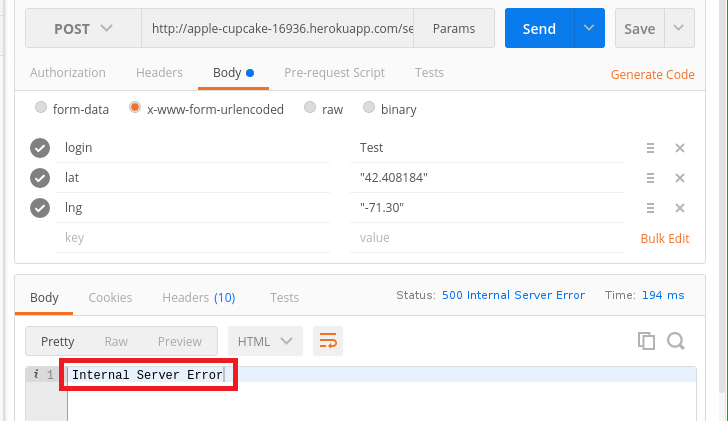 POST http://apple-cupcake-16936.herokuapp.com/se Params Send Save
Authorization Headers Body Pre-request Script Tests Generate Code
form-data x-www-form-urlencoded raw binary
login Test
lat "42.408184"
lng "-71.30"
key value Bulk Edit
Body Cookies Headers (10) Tests Status: 500 Internal Server Error Time: 194 ms
Pretty Raw Preview HTML
i 1 Internal Server Error